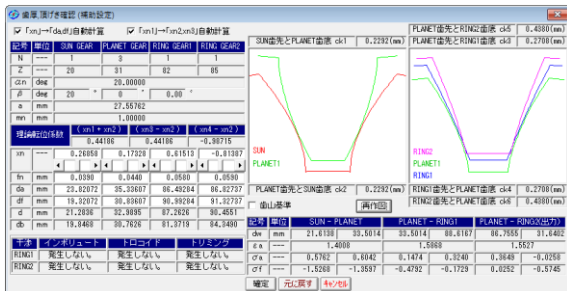 歯厚,頂げき確認 (補助設定)
「xn」→「da,df」自動計算
「xn1」→「xn2,xn3」自動計算
記号 単位 SUN GEAR PLANET GEAR RING GEAR1 RING GEAR2
N --- 1 3 1 1
Z --- 20 31 82 85
αn deg 20.00000
β deg 20 ° 0 ' 0.00 "
a mm 27.55762
mn mm 1.00000
理論転位係数 (xn1+xn2) (xn3-xn2) (xn4-xn2)
0.44186 0.44186 -0.98715
xn --- 0.26858 0.17328 0.61513 -0.81387
fn mm 0.0390 0.0440 0.0580 0.0590
da mm 23.82072 35.33607 86.49284 86.82737
df mm 19.32072 30.83607 90.99284 91.32737
d mm 21.2836 32.9895 87.2626 90.4551
db mm 19.8468 30.7626 81.3719 84.3490
干渉 インボリュート トロコイド トリミング
RING1 発生しない。 発生しない。 発生しない。
RING2 発生しない。 発生しない。 発生しない。
SUN歯先とPLANET歯底 ck1 0.2292(mm)
SUN
PLANET1
PLANET歯先とSUN歯底 ck2 0.2292(mm)
歯山基準
再作図
PLANET歯先とRING2歯底 ck5 0.4380(mm)
PLANET歯先とRING1歯底 ck3 0.2700(mm)
RING2
RING1
PLANET1
RING1歯先とPLANET歯底 ck4 0.2700(mm)
RING2歯先とPLANET歯底 ck6 0.4380(mm)
記号 単位 SUN - PLANET PLANET - RING1 PLANET - RING2(出力)
dw mm 21.6138 33.5014 33.5014 88.6167 86.7555 31.6402
εa --- 1.4008 1.5068 1.5527
σa --- 0.5762 0.6042 0.1474 0.3240 0.3649 -0.0258
σf --- -1.5268 -1.3597 -0.4792 -0.1729 0.0252 -0.5745
確定 元に戻す キャンセル